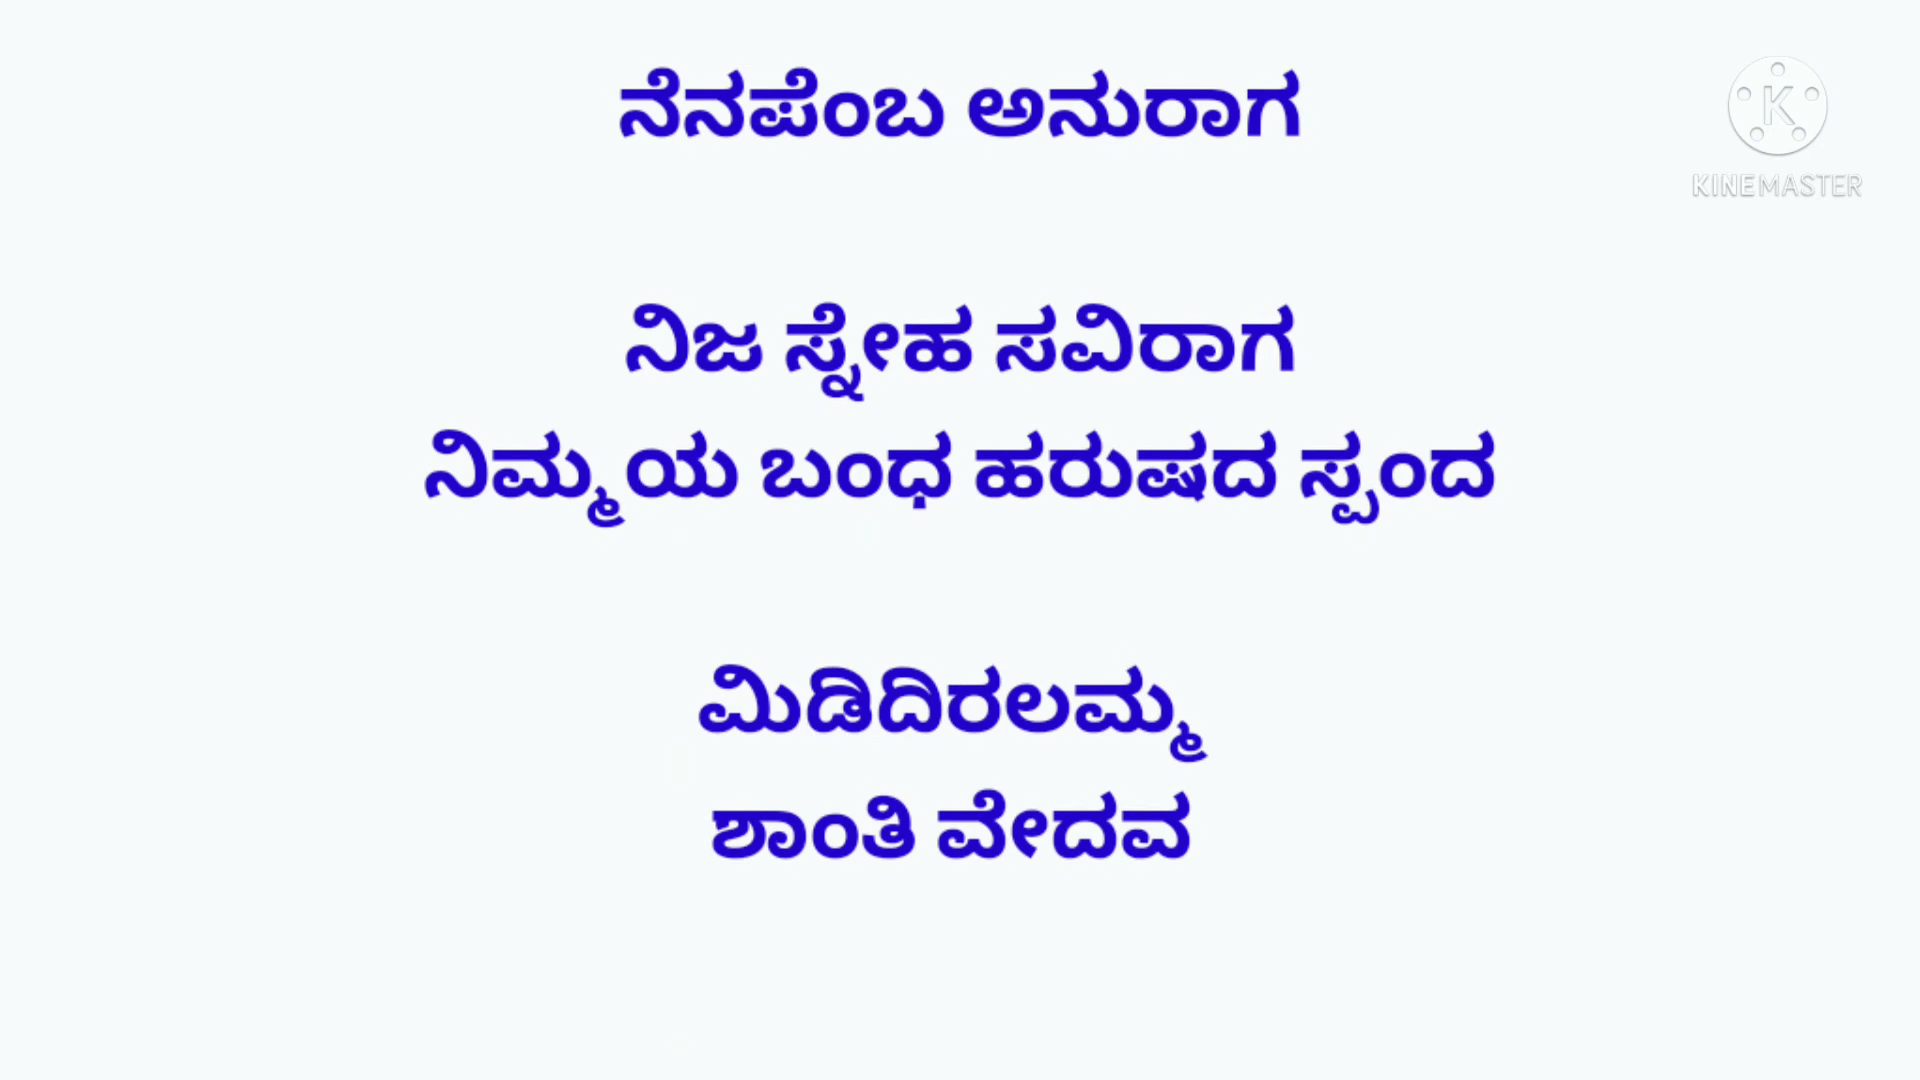 ನೆನಪೆಂಬ ಅನುರಾಗ
KINEMASTER
ನಿಜ ಸ್ನೇಹ ಸವಿರಾಗ
ನಿಮ್ಮಯ ಬಂಧ ಹರುಷದ ಸ್ಪಂದ
ಮಿಡಿದಿರಲಮ್ಮ
ಶಾಂತಿ ವೇದವ